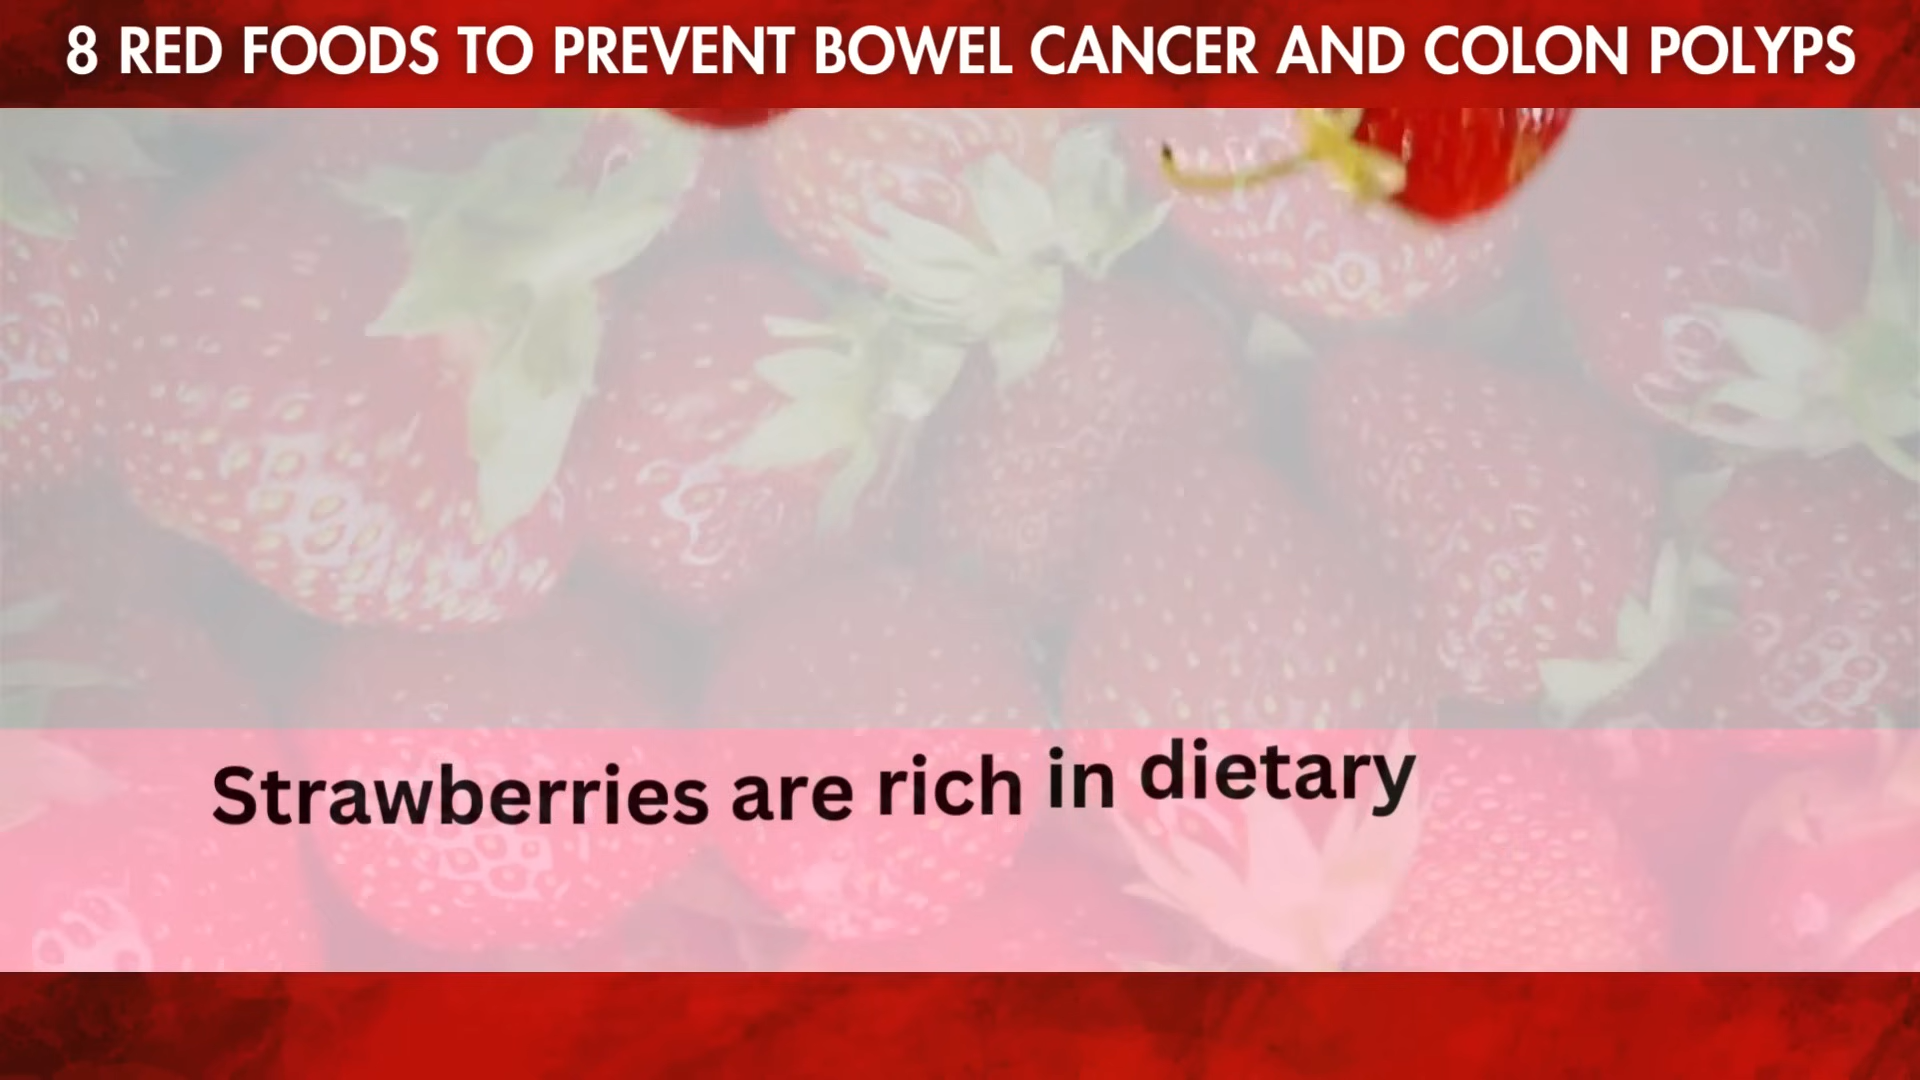 8 RED FOODS TO PREVENT BOWEL CANCER AND COLON POLYPS
Strawberries are rich in dietary